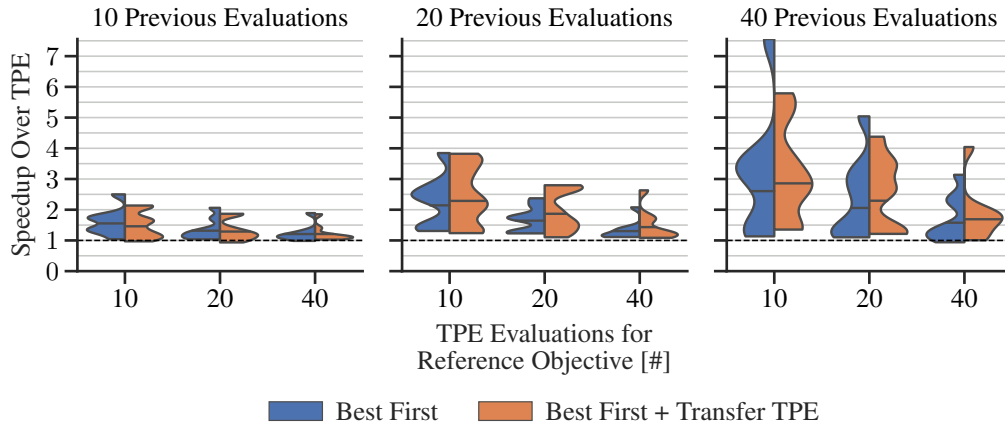 10 Previous Evaluations
20 Previous Evaluations
40 Previous Evaluations
Speedup Over TPE
7
6
5
4
3
2
1
0
10 20 40
10 20 40
10 20 40
TPE Evaluations for
Reference Objective [#]
Best First
Best First + Transfer TPE